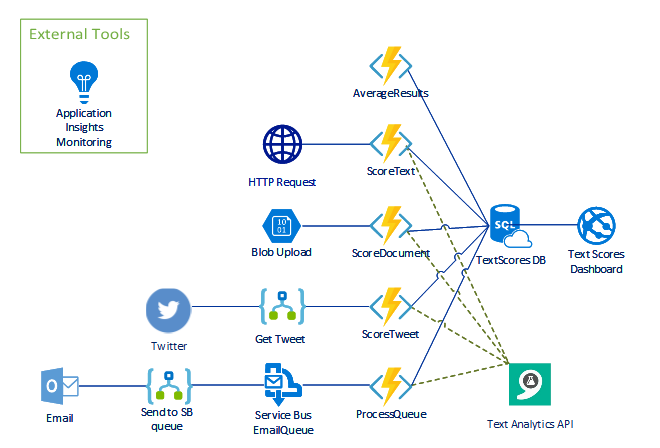 External Tools
Application
Insights
Monitoring
AverageResults
HTTP Request
ScoreText
10
01
Blob Upload
ScoreDocument
SQL
TextScores DB
Text Scores
Dashboard
Twitter
Get Tweet
ScoreTweet
Email
Send to SB
queue
Service Bus
EmailQueue
ProcessQueue
Text Analytics API